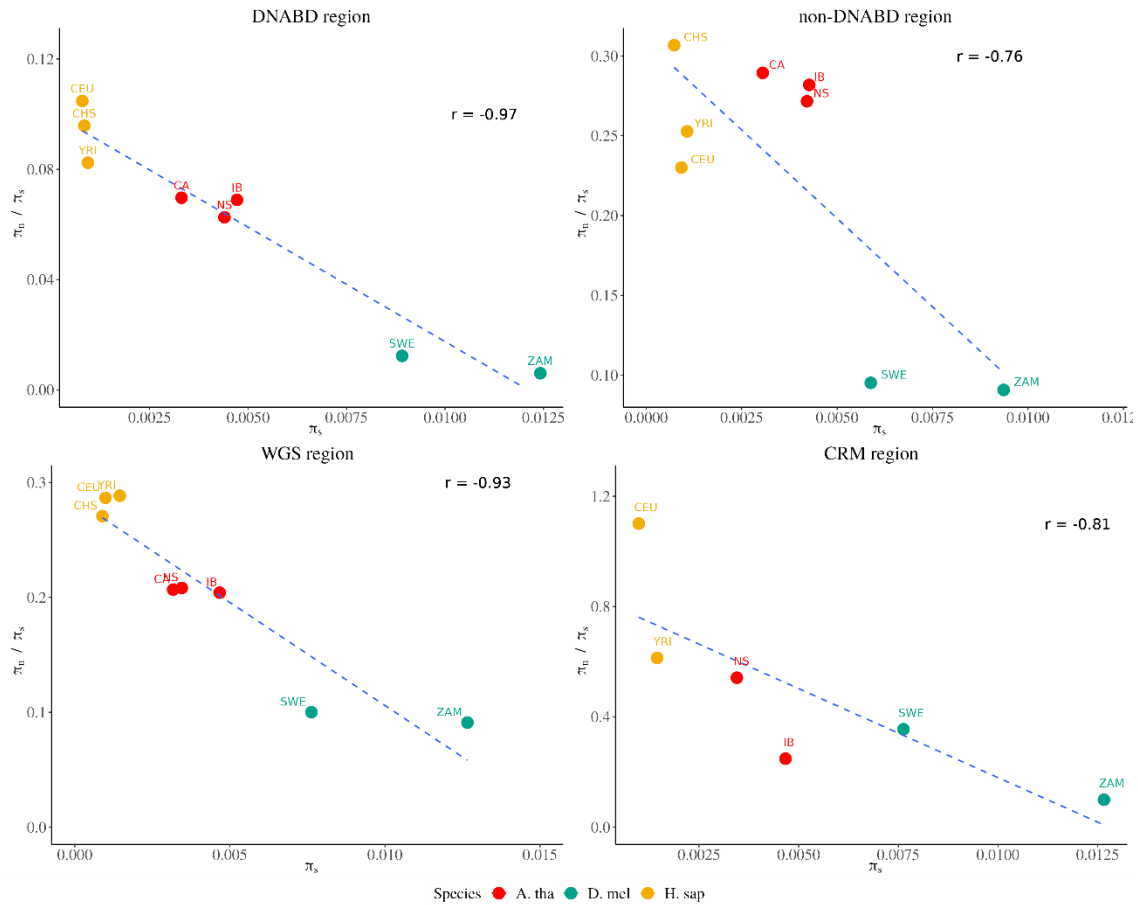 DNABD region
0.12
0.08
0.04
0.00
πn / πs
CEU
CHS
YRI
CA
IB
NS
SWE
ZAM
r = -0.97
0.0025
0.0050
0.0075
0.0100
0.0125
πs
non-DNABD region
0.30
0.25
0.20
0.15
0.10
πn / πs
CHS
CA
IB
NS
YRI
CEU
SWE
ZAM
r = -0.76
0.0000
0.0025
0.0050
0.0075
0.0100
0.012
πs
WGS region
0.3
0.2
0.1
0.0
πn / πs
CEU
YRI
CHS
CA
NS
IB
SWE
ZAM
r = -0.93
0.000
0.005
0.010
0.015
πs
CRM region
1.2
0.8
0.4
0.0
πn / πs
CEU
YRI
NS
IB
SWE
ZAM
r = -0.81
0.0025
0.0050
0.0075
0.0100
0.0125
πs
Species A. tha D. mel H. sap